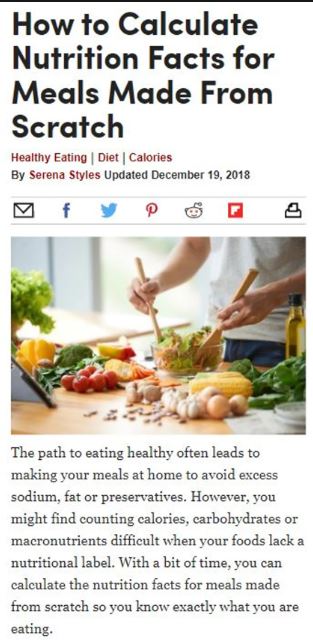 How to Calculate
Nutrition Facts for
Meals Made From
Scratch
Healthy Eating | Diet | Calories
By Serena Styles Updated December 19, 2018
The path to eating healthy often leads to
making your meals at home to avoid excess
sodium, fat or preservatives. However, you
might find counting calories, carbohydrates or
macronutrients difficult when your foods lack a
nutritional label. With a bit of time, you can
calculate the nutrition facts for meals made
from scratch so you know exactly what you are
eating.